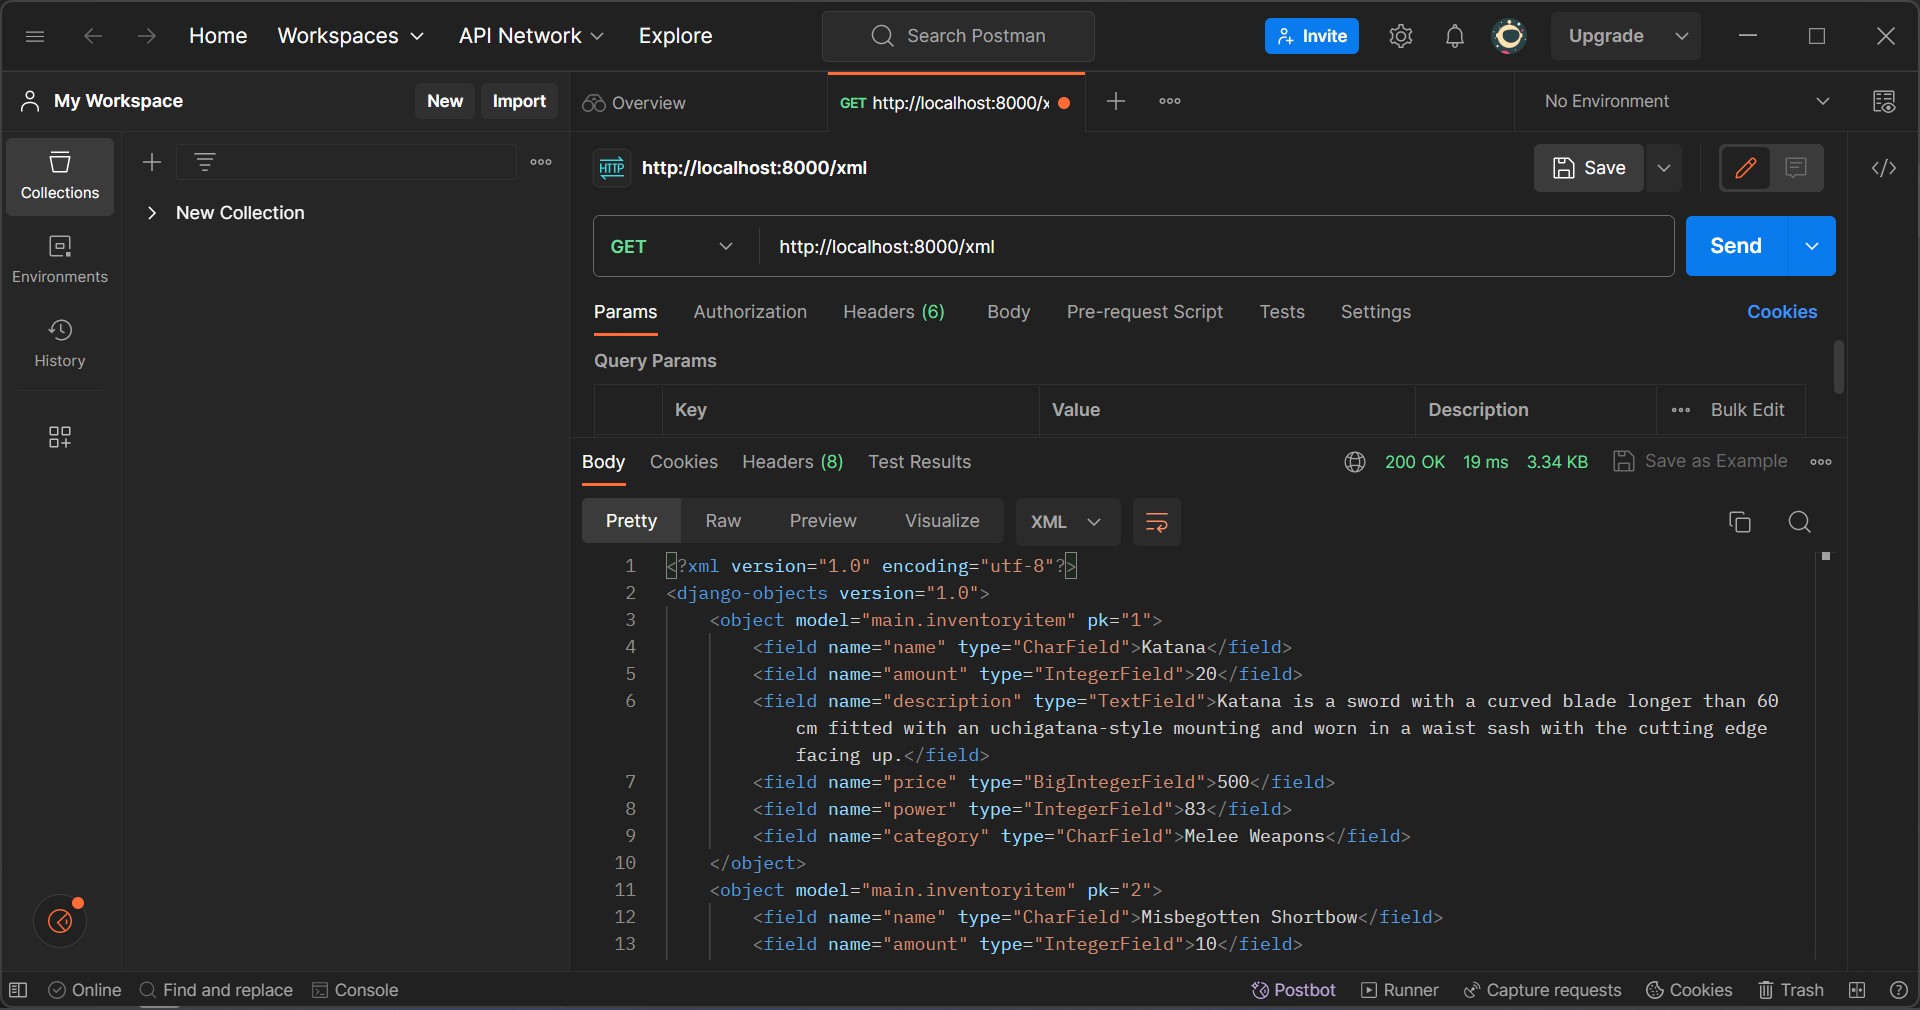 Home Workspaces API Network Explore Search Postman Invite Upgrade
My Workspace New Import Overview GET http://localhost:8000/x No Environment
Collections
HTTP http://localhost:8000/xml Save
New Collection
Environments
GET http://localhost:8000/xml Send
History
Params Authorization Headers (6) Body Pre-request Script Tests Settings Cookies
Query Params
Key Value Description Bulk Edit
Body Cookies Headers (8) Test Results 200 OK 19 ms 3.34 KB Save as Example
Pretty Raw Preview Visualize XML
1 <?xml version="1.0" encoding="utf-8"?>
2 <django-objects version="1.0">
3 <object model="main.inventoryitem" pk="1">
4 <field name="name" type="CharField">Katana</field>
5 <field name="amount" type="IntegerField">20</field>
6 <field name="description" type="TextField">Katana is a sword with a curved blade longer than 60
cm fitted with an uchigatana-style mounting and worn in a waist sash with the cutting edge
facing up.</field>
7 <field name="price" type="BigIntegerField">500</field>
8 <field name="power" type="IntegerField">83</field>
9 <field name="category" type="CharField">Melee Weapons</field>
10 </object>
11 <object model="main.inventoryitem" pk="2">
12 <field name="name" type="CharField">Misbegotten Shortbow</field>
13 <field name="amount" type="IntegerField">10</field>
Online Find and replace Console Postbot Runner Capture requests Cookies Trash